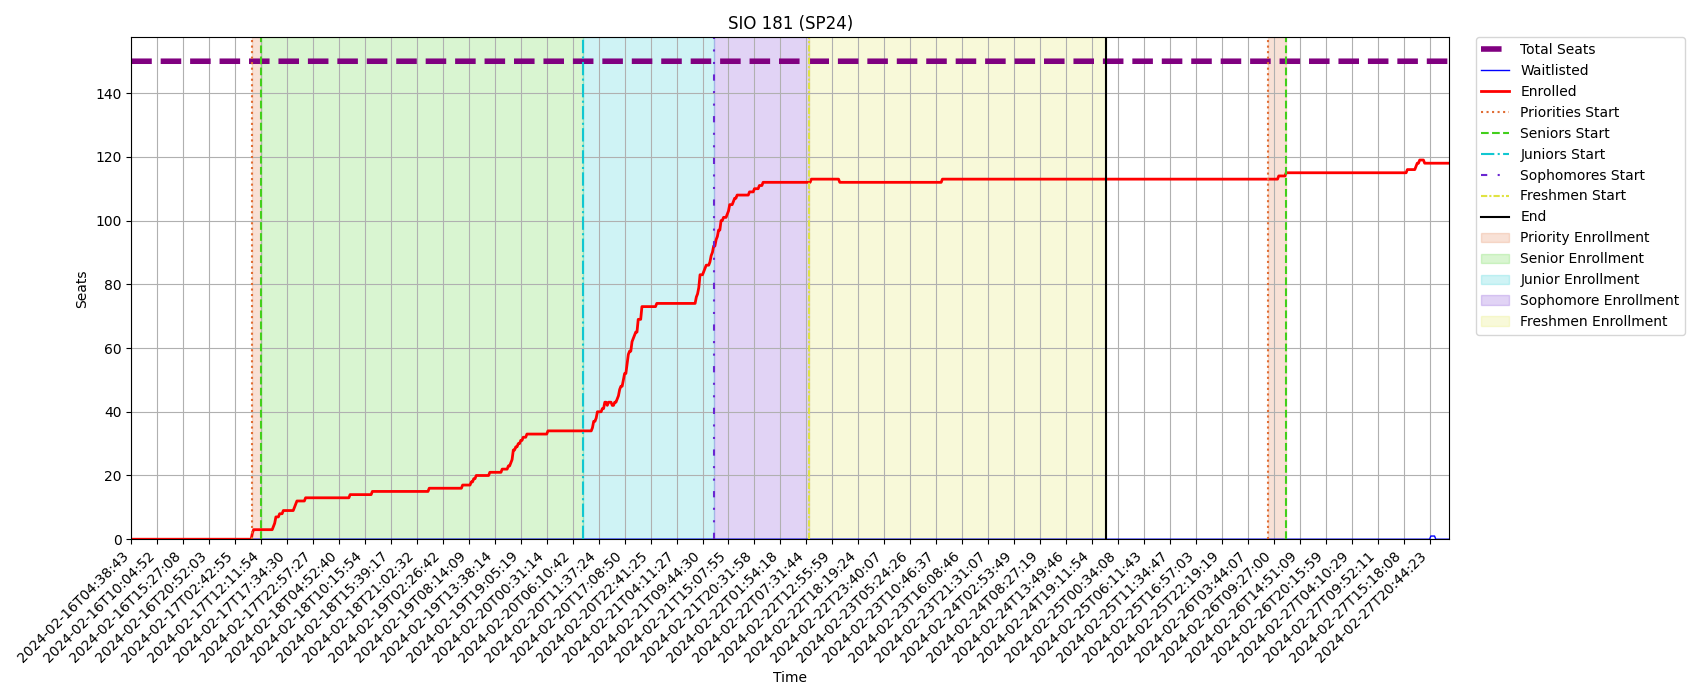 SIO 181 (SP24)
Total Seats
Waitlisted
Enrolled
Priorities Start
Seniors Start
Juniors Start
Sophomores Start
Freshmen Start
End
Priority Enrollment
Senior Enrollment
Junior Enrollment
Sophomore Enrollment
Freshmen Enrollment
Seats
140
120
100
80
60
40
20
0
2024-02-16T04:38:43
2024-02-16T10:04:52
2024-02-16T15:27:08
2024-02-16T20:52:03
2024-02-17T02:42:55
2024-02-17T12:11:54
2024-02-17T17:34:30
2024-02-17T22:57:27
2024-02-18T04:52:40
2024-02-18T10:15:54
2024-02-18T15:39:17
2024-02-18T21:02:32
2024-02-19T02:26:42
2024-02-19T08:14:09
2024-02-19T13:38:14
2024-02-19T19:05:19
2024-02-20T00:31:14
2024-02-20T06:10:42
2024-02-20T11:37:24
2024-02-20T17:08:50
2024-02-20T22:41:25
2024-02-21T04:11:27
2024-02-21T09:44:30
2024-02-21T15:07:55
2024-02-21T20:31:58
2024-02-22T01:54:18
2024-02-22T07:31:44
2024-02-22T12:55:59
2024-02-22T18:19:24
2024-02-22T23:40:07
2024-02-23T05:24:26
2024-02-23T10:46:37
2024-02-23T16:08:46
2024-02-23T21:31:07
2024-02-24T02:53:49
2024-02-24T08:27:19
2024-02-24T13:49:46
2024-02-24T19:11:54
2024-02-25T00:34:08
2024-02-25T06:11:43
2024-02-25T11:34:47
2024-02-25T16:57:03
2024-02-25T22:19:19
2024-02-26T03:44:07
2024-02-26T09:27:00
2024-02-26T14:51:09
2024-02-26T20:15:59
2024-02-27T04:10:29
2024-02-27T09:52:11
2024-02-27T15:18:08
2024-02-27T20:44:23
Time